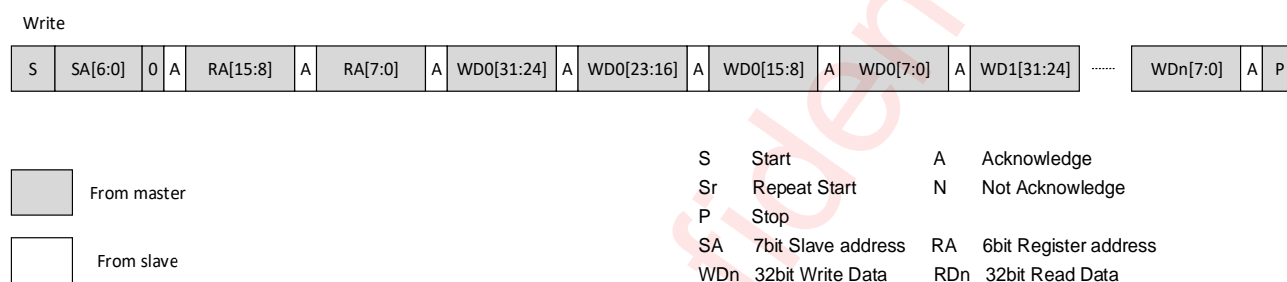 Write
S SA[6:0] 0 A RA[15:8] A RA[7:0] A WD0[31:24] A WD0[23:16] A WD0[15:8] A WD0[7:0] A WD1[31:24] ....... WDn[7:0] A P
S Start A Acknowledge
Sr Repeat Start N Not Acknowledge
From master
P Stop
SA 7bit Slave address RA 6bit Register address
From slave
WDn 32bit Write Data RDn 32bit Read Data